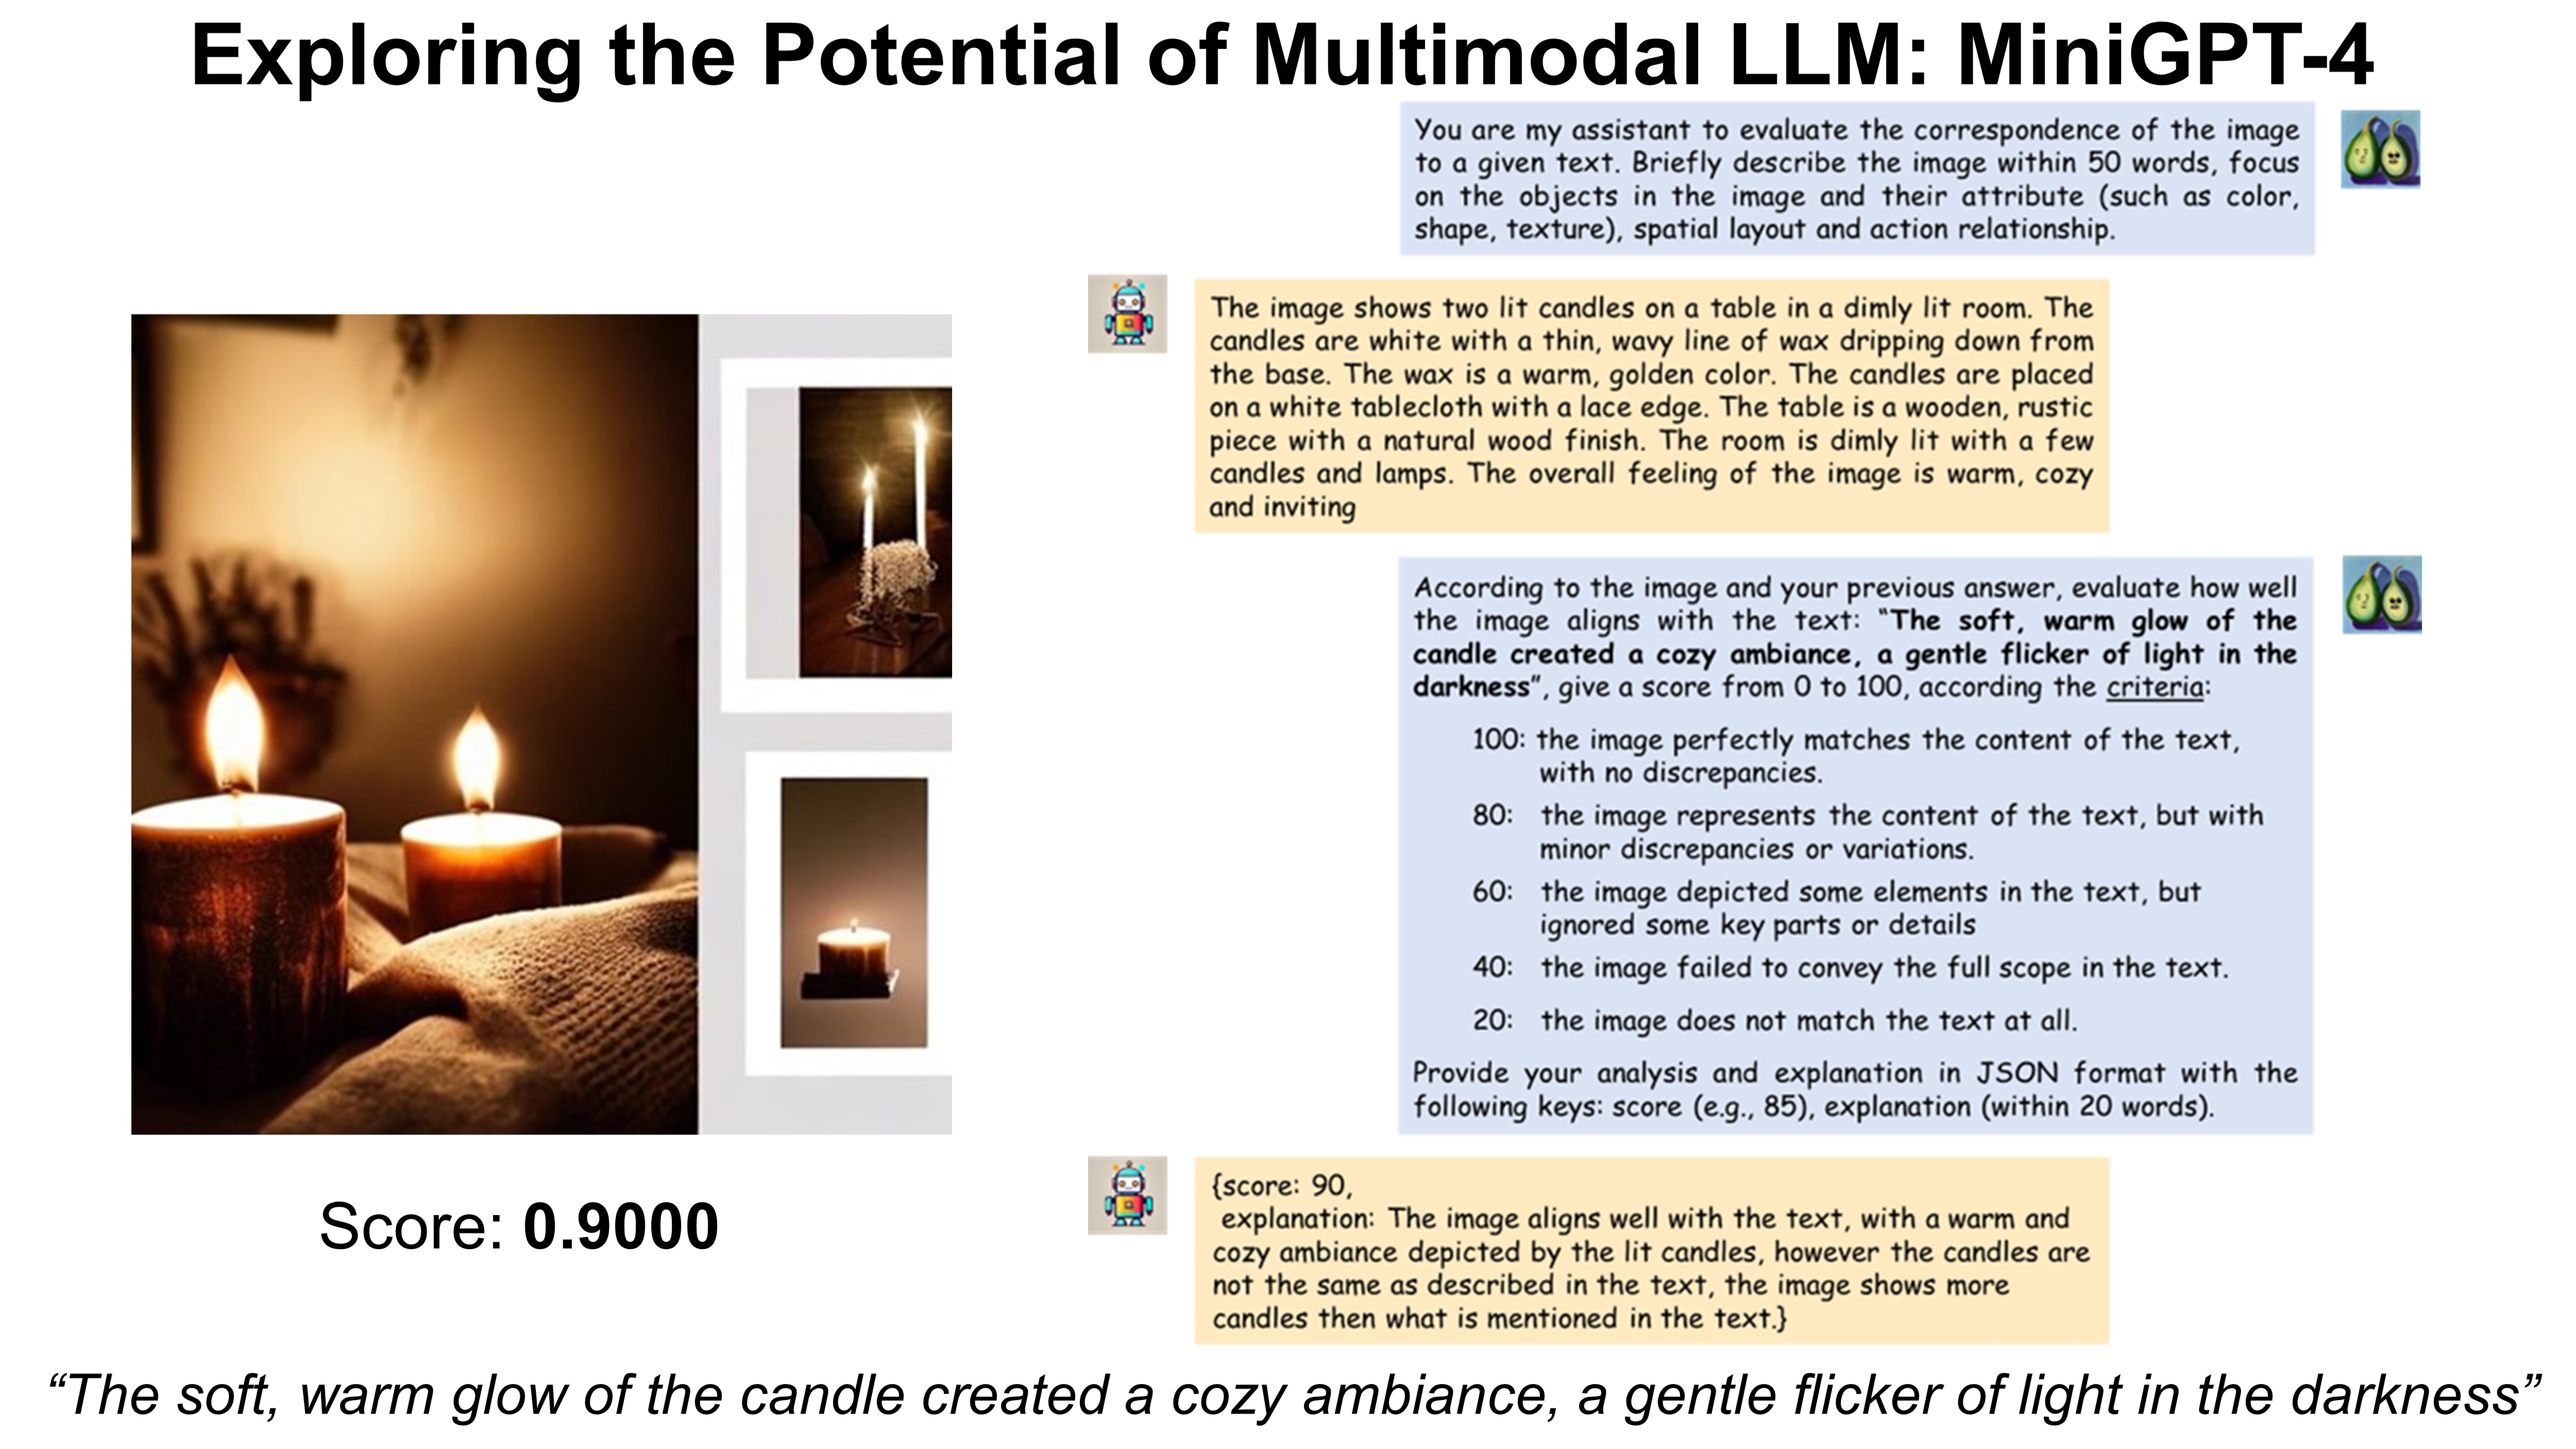 Exploring the Potential of Multimodal LLM: MiniGPT-4
You are my assistant to evaluate the correspondence of the image
to a given text. Briefly describe the image within 50 words, focus
on the objects in the image and their attribute (such as color,
shape, texture), spatial layout and action relationship.
The image shows two lit candles on a table in a dimly lit room. The
candles are white with a thin, wavy line of wax dripping down from
the base. The wax is a warm, golden color. The candles are placed
on a white tablecloth with a lace edge. The table is a wooden, rustic
piece with a natural wood finish. The room is dimly lit with a few
candles and lamps. The overall feeling of the image is warm, cozy
and inviting
According to the image and your previous answer, evaluate how well
the image aligns with the text: “The soft, warm glow of the
candle created a cozy ambiance, a gentle flicker of light in the
darkness”, give a score from 0 to 100, according the criteria:
100: the image perfectly matches the content of the text,
with no discrepancies.
80: the image represents the content of the text, but with
minor discrepancies or variations.
60: the image depicted some elements in the text, but
ignored some key parts or details
40: the image failed to convey the full scope in the text.
20: the image does not match the text at all.
Provide your analysis and explanation in JSON format with the
following keys: score (e.g., 85), explanation (within 20 words).
{score: 90,
explanation: The image aligns well with the text, with a warm and
cozy ambiance depicted by the lit candles, however the candles are
not the same as described in the text, the image shows more
candles then what is mentioned in the text.}
Score: 0.9000
“The soft, warm glow of the candle created a cozy ambiance, a gentle flicker of light in the darkness”